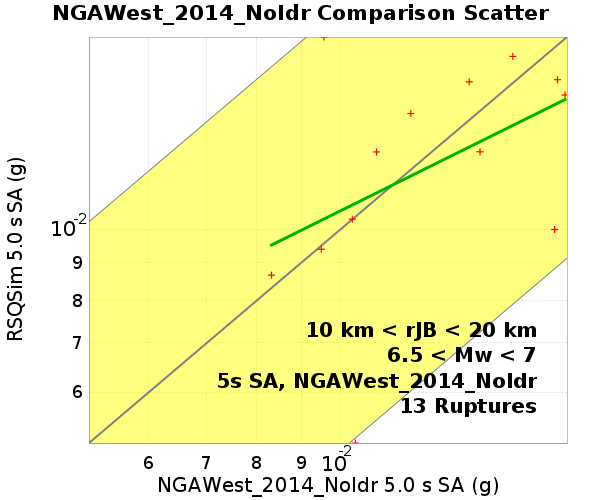 NGAWest_2014_NoIdr Comparison Scatter
RSQSim 5.0 s SA (g)
10-2
9
8
7
6
10 km < rJB < 20 km
6.5 < Mw < 7
5s SA, NGAWest_2014_NoIdr
13 Ruptures
6 7 8 9 10-2
NGAWest_2014_NoIdr 5.0 s SA (g)